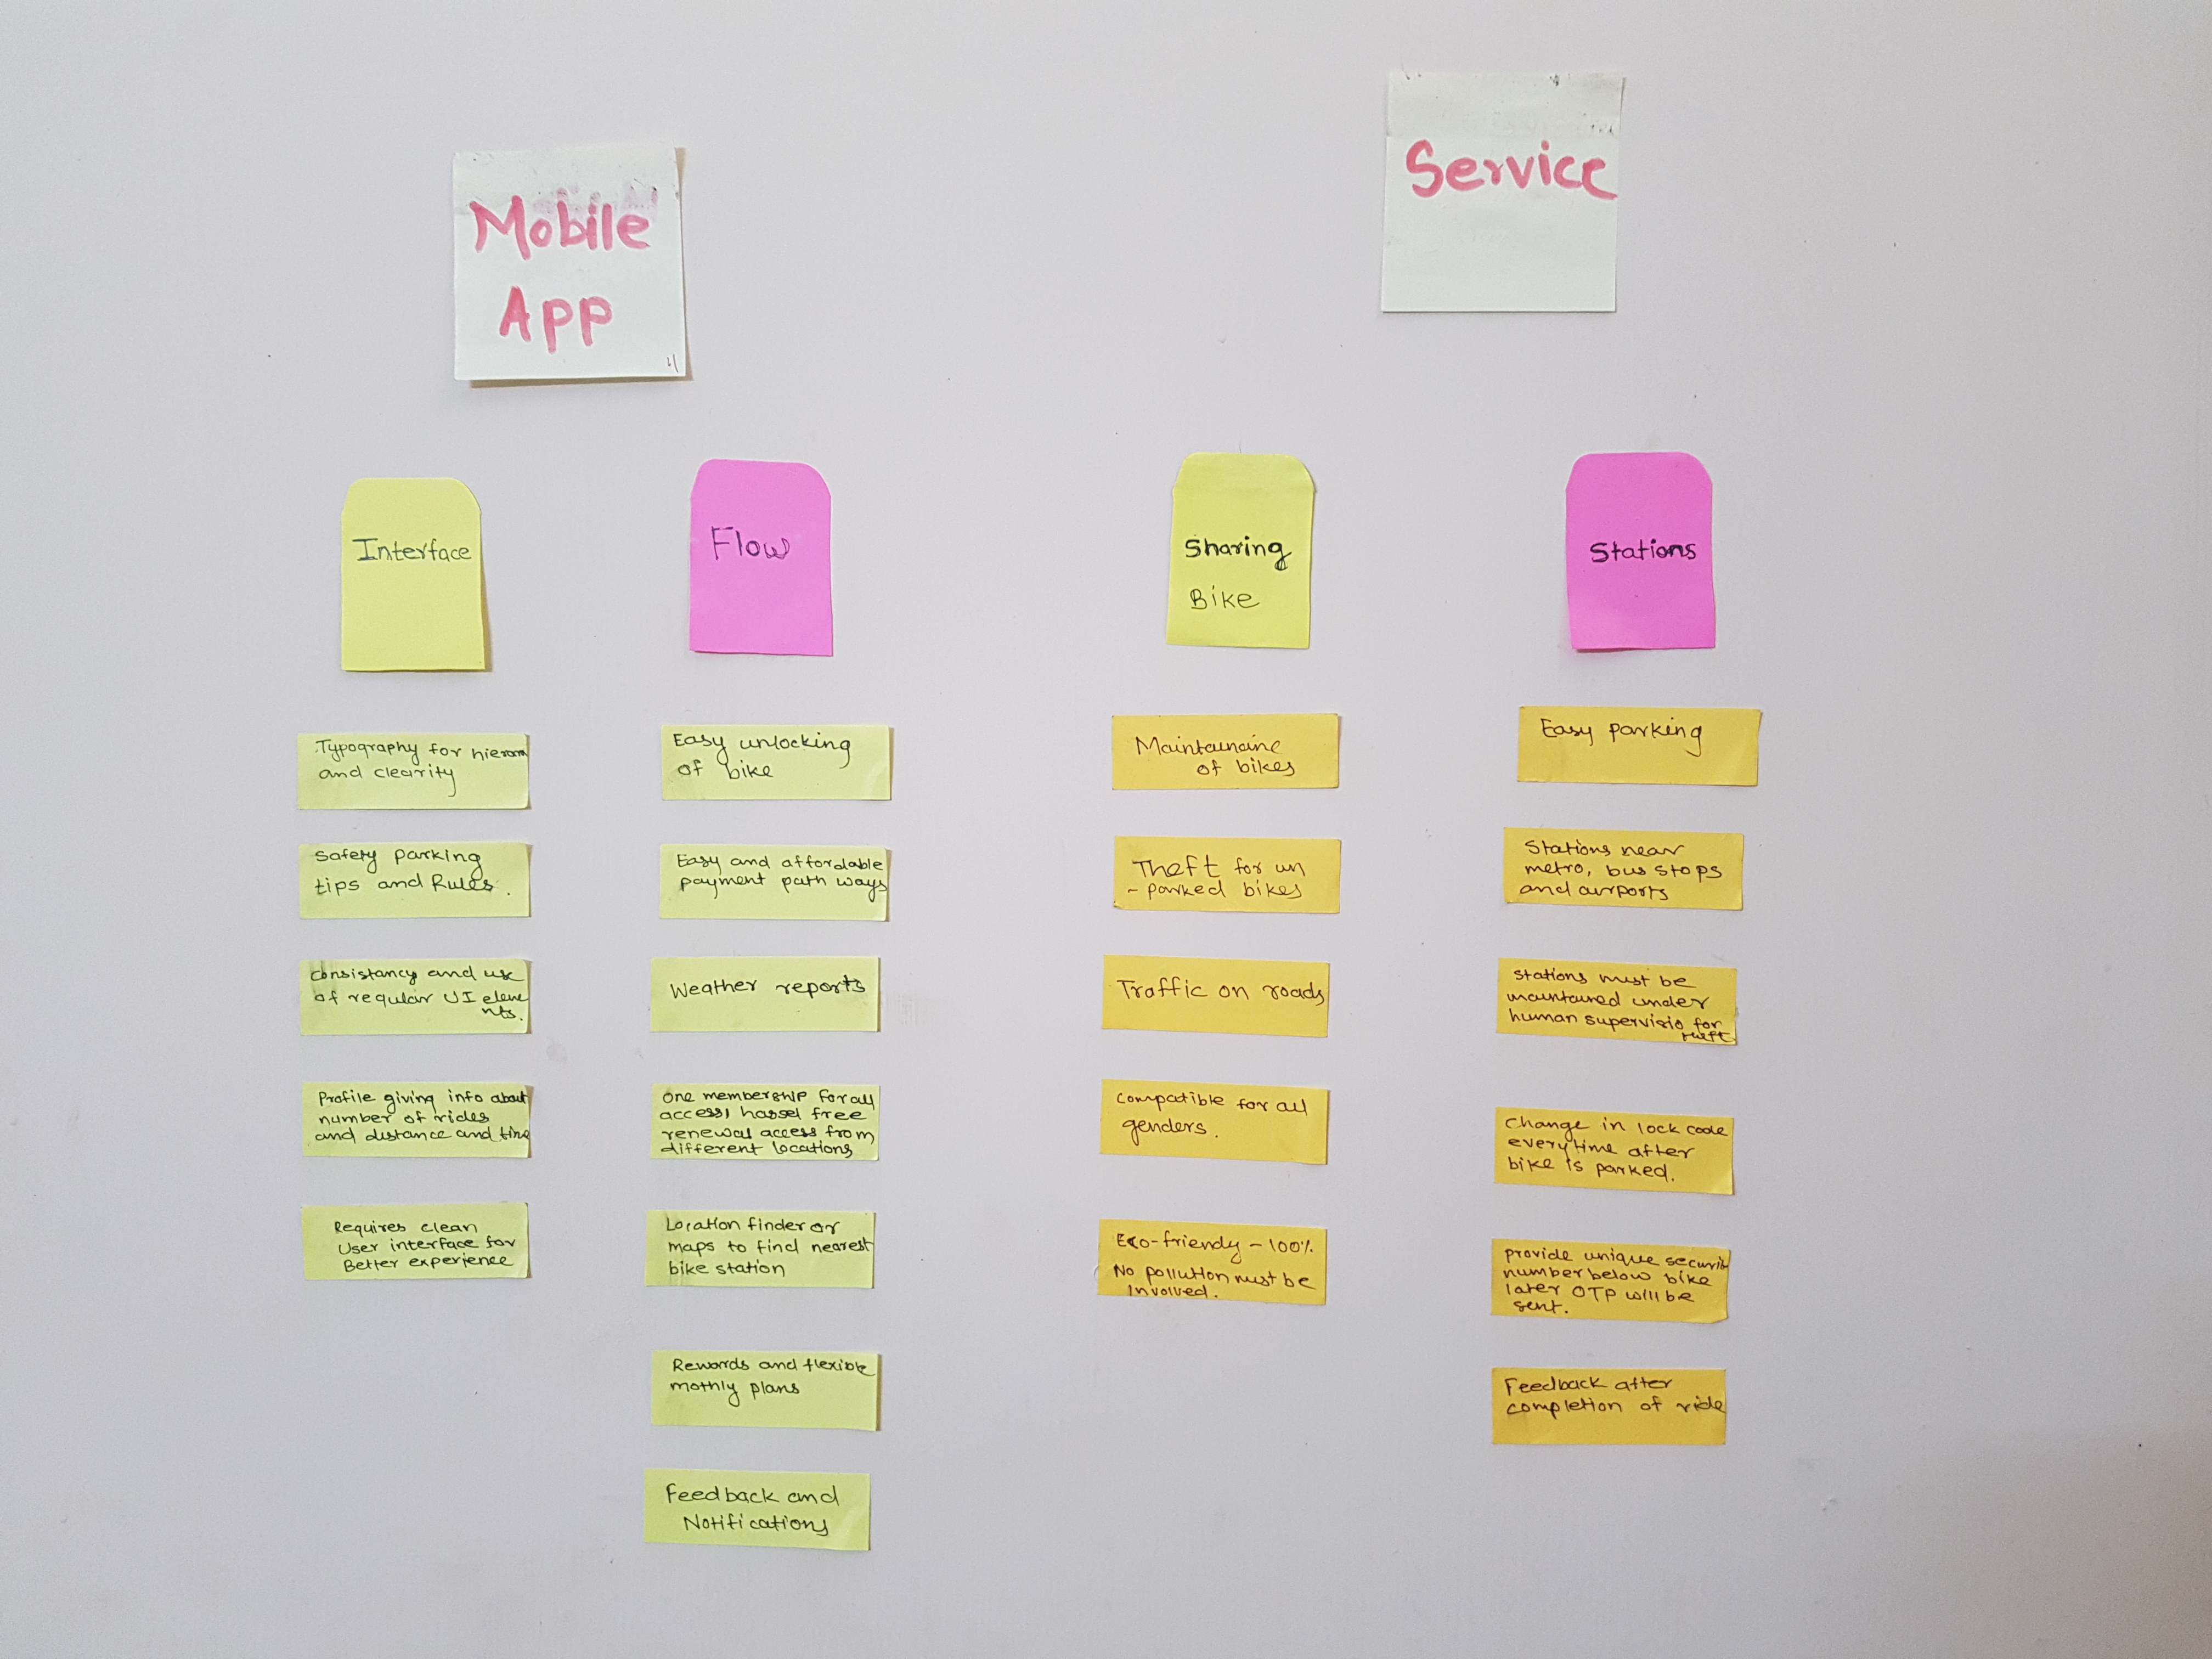 Mobile
App
Service
Interface
Flow
Sharing
Bike
Stations
Typography for hierar
and clearity
Safety parking
tips and Rules.
Consistancy and use
of regular UI eleme
nts.
Profile giving info about
number of rides
and distance and time
Requires clean
User interface for
Better experience
Easy unlocking
of bike
Easy and affordable
payment path ways
Weather reports
One membership for all
access, hassel free
renewal access from
different locations
Location finder or
maps to find nearest
bike station
Rewards and flexible
mothly plans
Feedback and
Notifications
Maintainaine
of bikes
Theft for un
- parked bikes
Traffic on roads
Compatible for all
genders.
Eco-friendly - 100%
No pollution must be
Involved.
Easy parking
Stations near
metro, bus stops
and airports
stations must be
maintained under
human supervisio for
theft
Change in lock code
everytime after
bike is parked.
provide unique securit
number below bike
later OTP will be
sent.
Feedback after
completion of ride